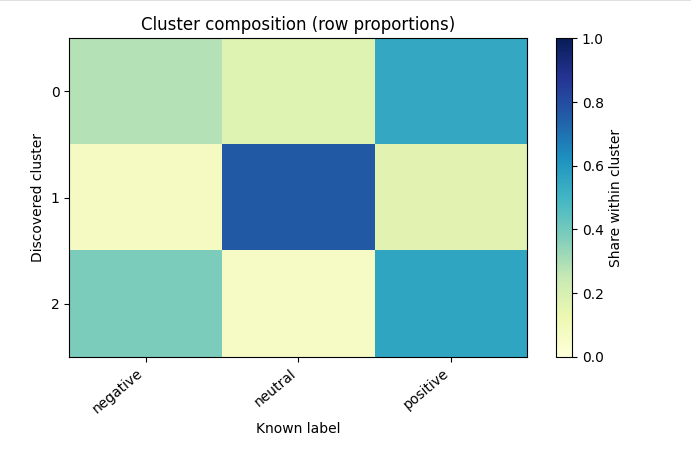 Cluster composition (row proportions)
Discovered cluster
0
1
2
negative
neutral
positive
Known label
1.0
0.8
0.6
0.4
0.2
0.0
Share within cluster